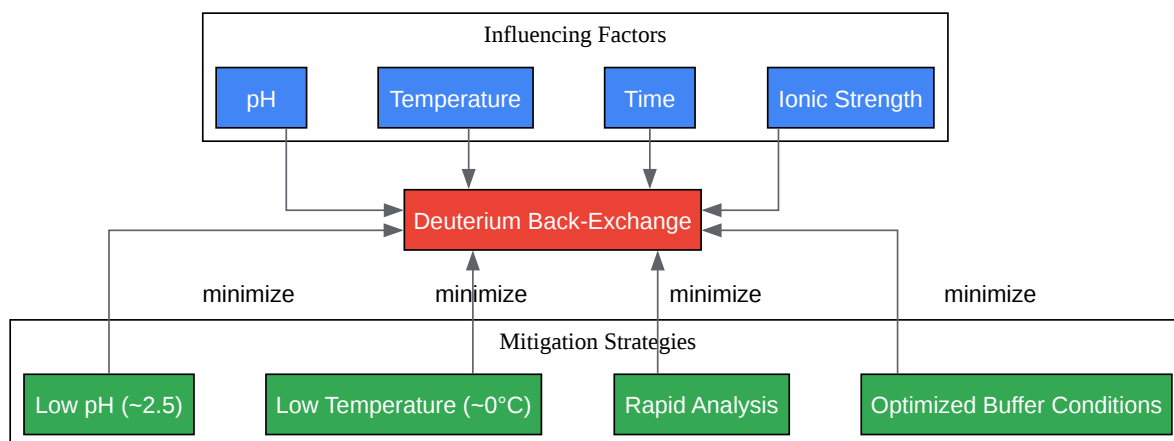 Influencing Factors
pH
Temperature
Time
Ionic Strength
Deuterium Back-Exchange
minimize
minimize
minimize
minimize
Mitigation Strategies
Low pH (~2.5)
Low Temperature (~0°C)
Rapid Analysis
Optimized Buffer Conditions